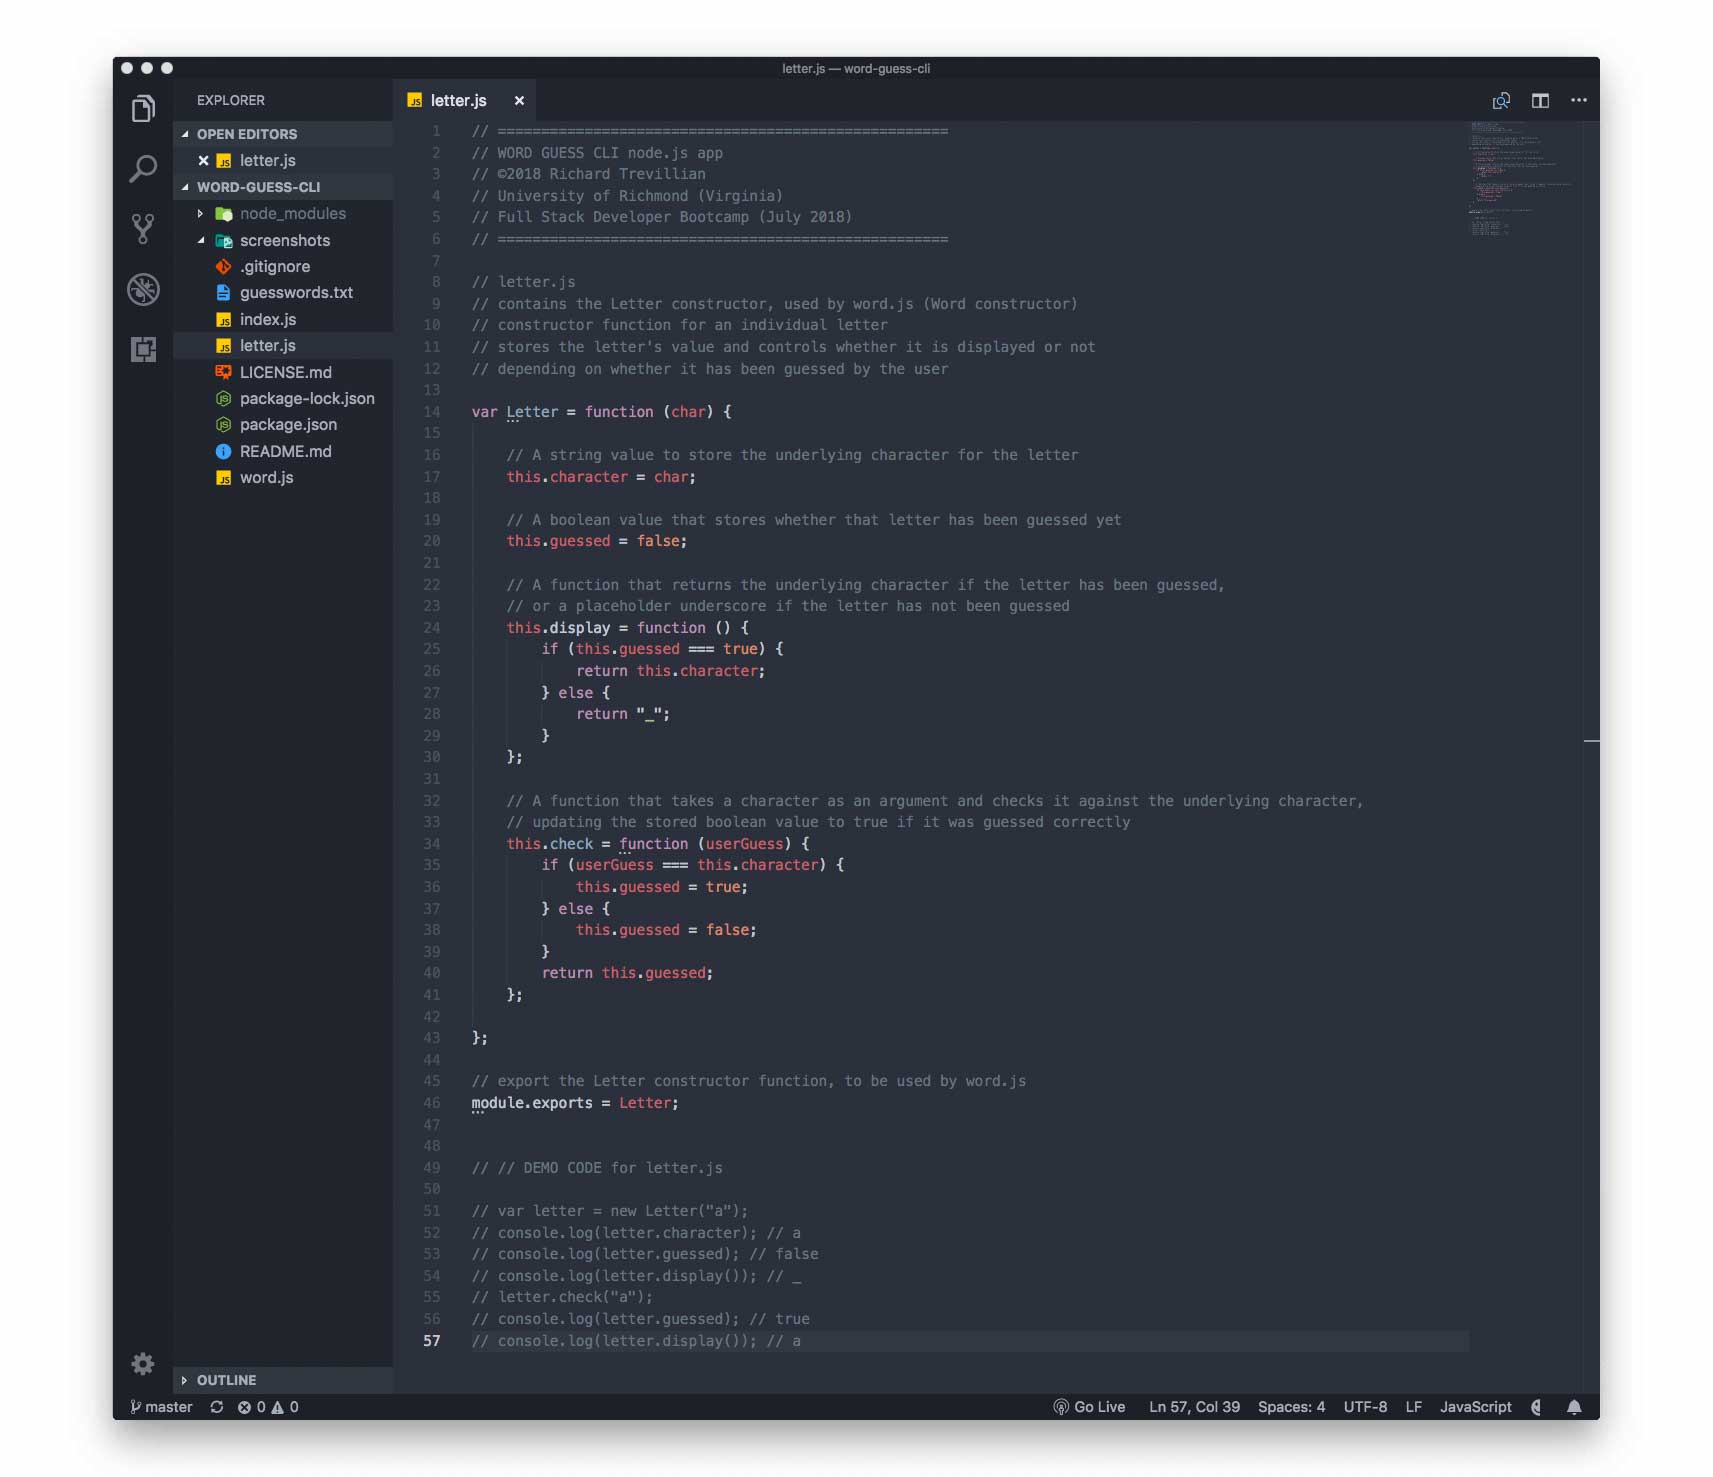 letter.js — word-guess-cli
EXPLORER
OPEN EDITORS
letter.js
WORD-GUESS-CLI
node_modules
screenshots
.gitignore
guesswords.txt
index.js
letter.js
LICENSE.md
package-lock.json
package.json
README.md
word.js
OUTLINE
letter.js
1 // ====================================================
2 // WORD GUESS CLI node.js app
3 // ©2018 Richard Trevillian
4 // University of Richmond (Virginia)
5 // Full Stack Developer Bootcamp (July 2018)
6 // ====================================================
7
8 // letter.js
9 // contains the Letter constructor, used by word.js (Word constructor)
10 // constructor function for an individual letter
11 // stores the letter's value and controls whether it is displayed or not
12 // depending on whether it has been guessed by the user
13
14 var Letter = function (char) {
15
16     // A string value to store the underlying character for the letter
17     this.character = char;
18
19     // A boolean value that stores whether that letter has been guessed yet
20     this.guessed = false;
21
22     // A function that returns the underlying character if the letter has been guessed,
23     // or a placeholder underscore if the letter has not been guessed
24     this.display = function () {
25         if (this.guessed === true) {
26             return this.character;
27         } else {
28             return "_";
29         }
30     };
31
32     // A function that takes a character as an argument and checks it against the underlying character,
33     // updating the stored boolean value to true if it was guessed correctly
34     this.check = function (userGuess) {
35         if (userGuess === this.character) {
36             this.guessed = true;
37         } else {
38             this.guessed = false;
39         }
40         return this.guessed;
41     };
42
43 };
44
45 // export the Letter constructor function, to be used by word.js
46 module.exports = Letter;
47
48
49 // // DEMO CODE for letter.js
50
51 // var letter = new Letter("a");
52 // console.log(letter.character); // a
53 // console.log(letter.guessed); // false
54 // console.log(letter.display()); // _
55 // letter.check("a");
56 // console.log(letter.guessed); // true
57 // console.log(letter.display()); // a
master 0 0 Go Live Ln 57, Col 39 Spaces: 4 UTF-8 LF JavaScript